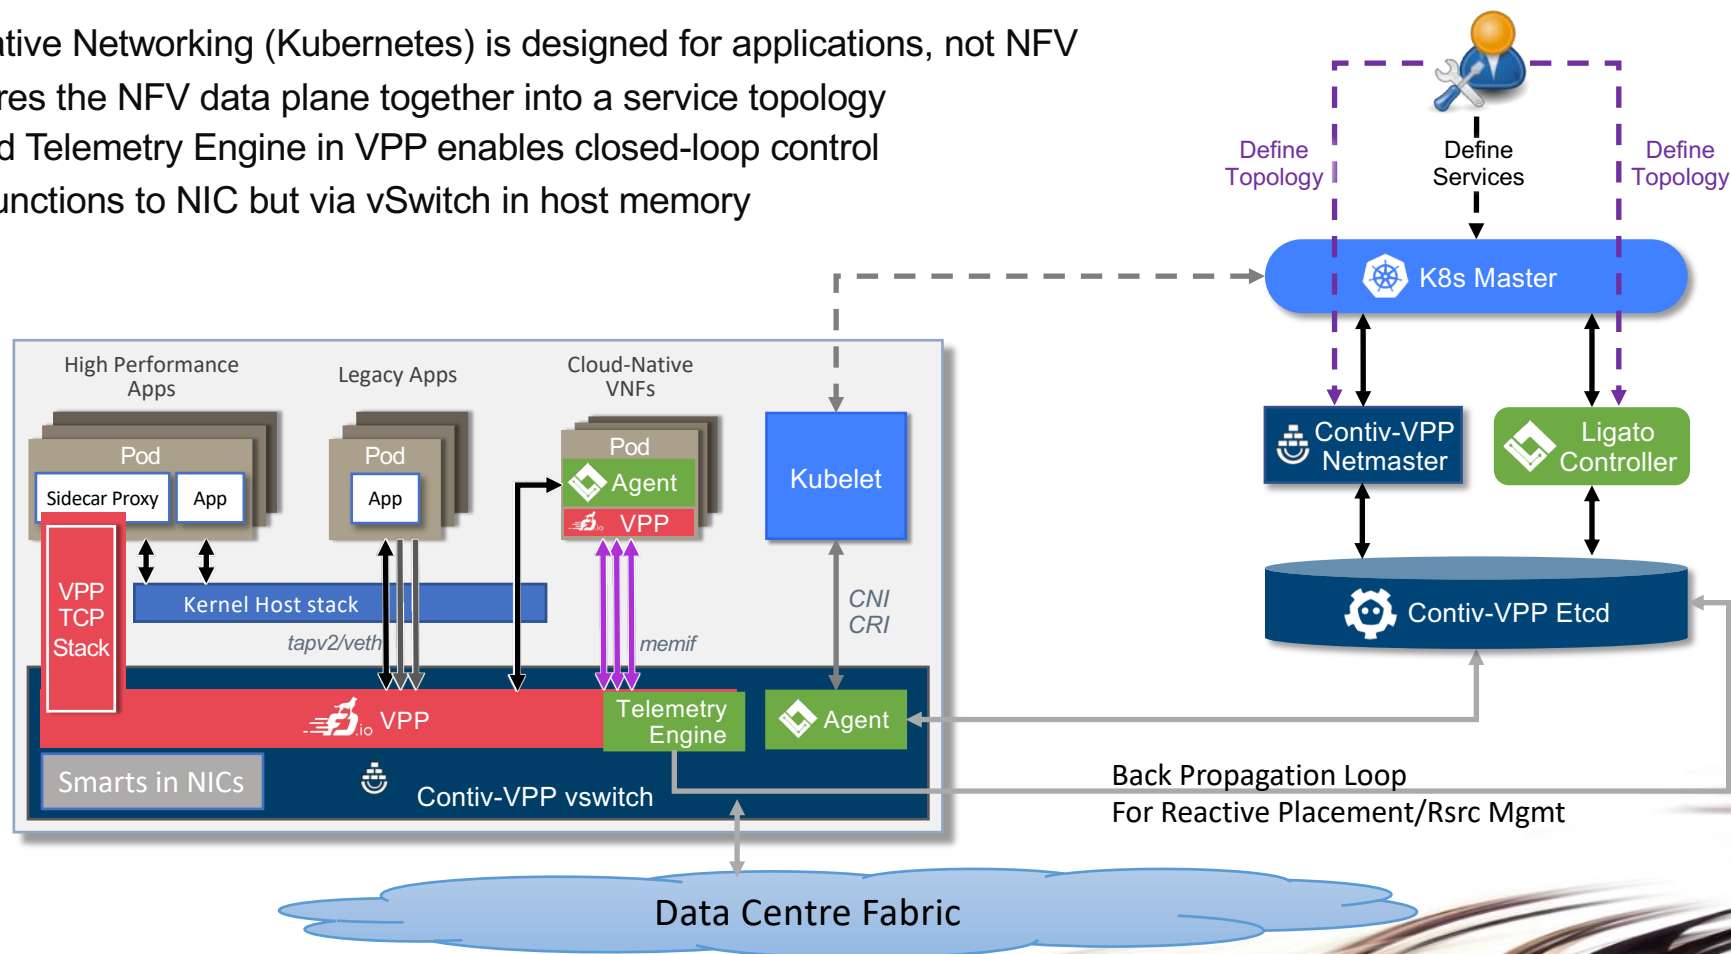 ative Networking (Kubernetes) is designed for applications, not NFV
res the NFV data plane together into a service topology
d Telemetry Engine in VPP enables closed-loop control
unctions to NIC but via vSwitch in host memory
Define
Topology
Define
Services
Define
Topology
K8s Master
High Performance
Apps
Legacy Apps
Cloud-Native
VNFs
Pod
Sidecar Proxy
App
Pod
App
Pod
Agent
VPP
Kubelet
Contiv-VPP
Netmaster
Ligato
Controller
VPP
TCP
Stack
Kernel Host stack
tapv2/veth
memif
CNI
CRI
Contiv-VPP Etcd
.io VPP
Telemetry
Engine
Agent
Smarts in NICs
Contiv-VPP vswitch
Back Propagation Loop
For Reactive Placement/Rsrc Mgmt
Data Centre Fabric